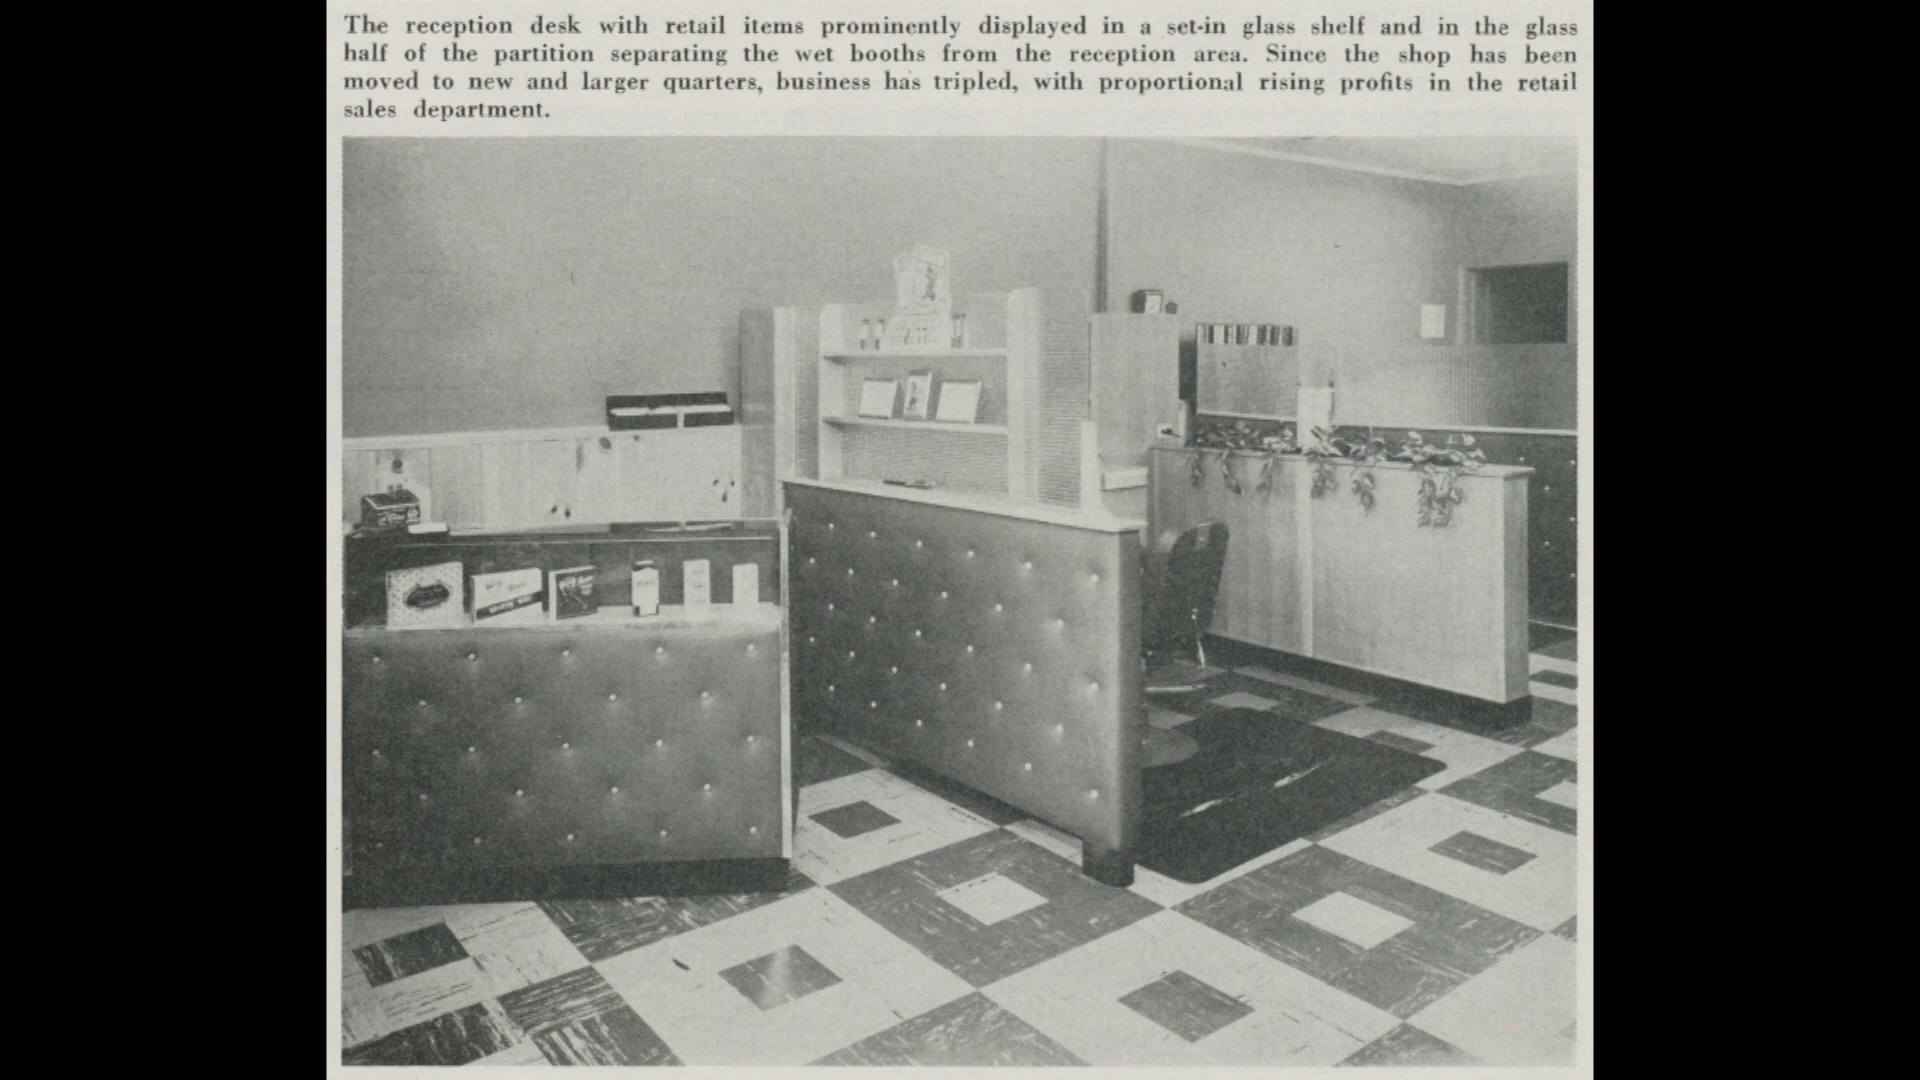 The reception desk with retail items prominently displayed in a set-in glass shelf and in the glass
half of the partition separating the wet booths from the reception area. Since the shop has been
moved to new and larger quarters, business has tripled, with proportional rising profits in the retail
sales department.